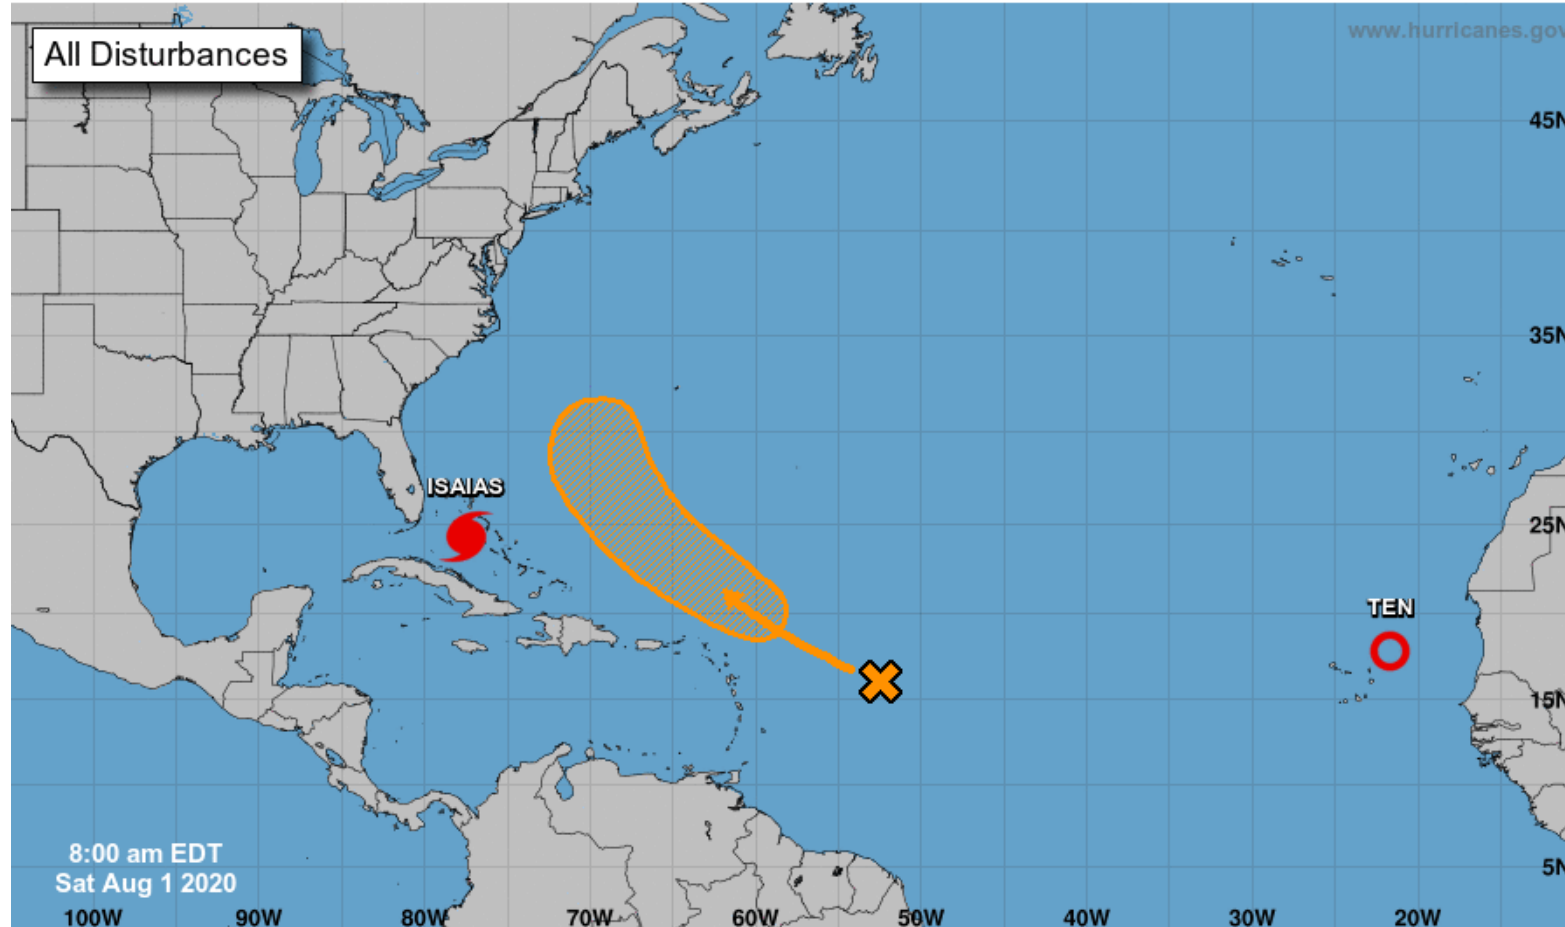 All Disturbances
www.hurricanes.gov
45N
35N
ISAIAS
25N
TEN
15N
8:00 am EDT
Sat Aug 1 2020
5N
100W 90W 80W 70W 60W 50W 40W 30W 20W